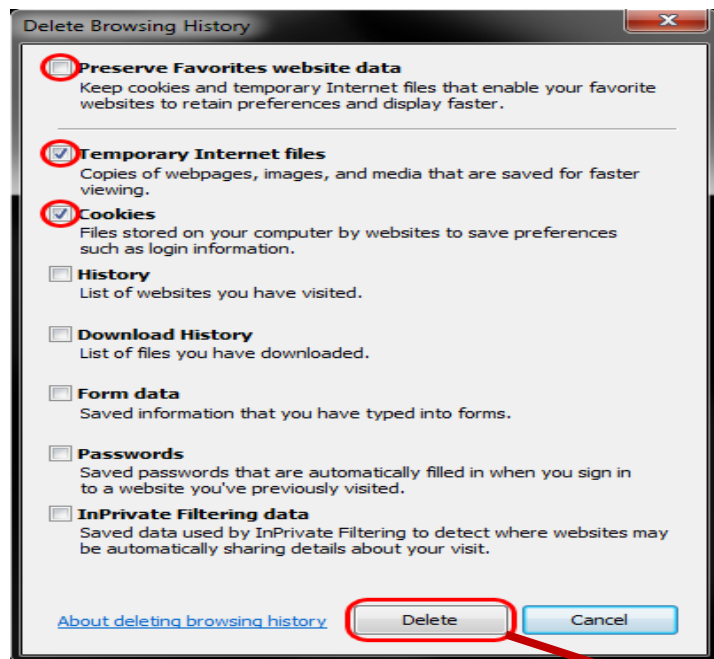 Delete Browsing History
Preserve Favorites website data
Keep cookies and temporary Internet files that enable your favorite
websites to retain preferences and display faster.
Temporary Internet files
Copies of webpages, images, and media that are saved for faster
viewing.
Cookies
Files stored on your computer by websites to save preferences
such as login information.
History
List of websites you have visited.
Download History
List of files you have downloaded.
Form data
Saved information that you have typed into forms.
Passwords
Saved passwords that are automatically filled in when you sign in
to a website you've previously visited.
InPrivate Filtering data
Saved data used by InPrivate Filtering to detect where websites may
be automatically sharing details about your visit.
About deleting browsing history Delete Cancel